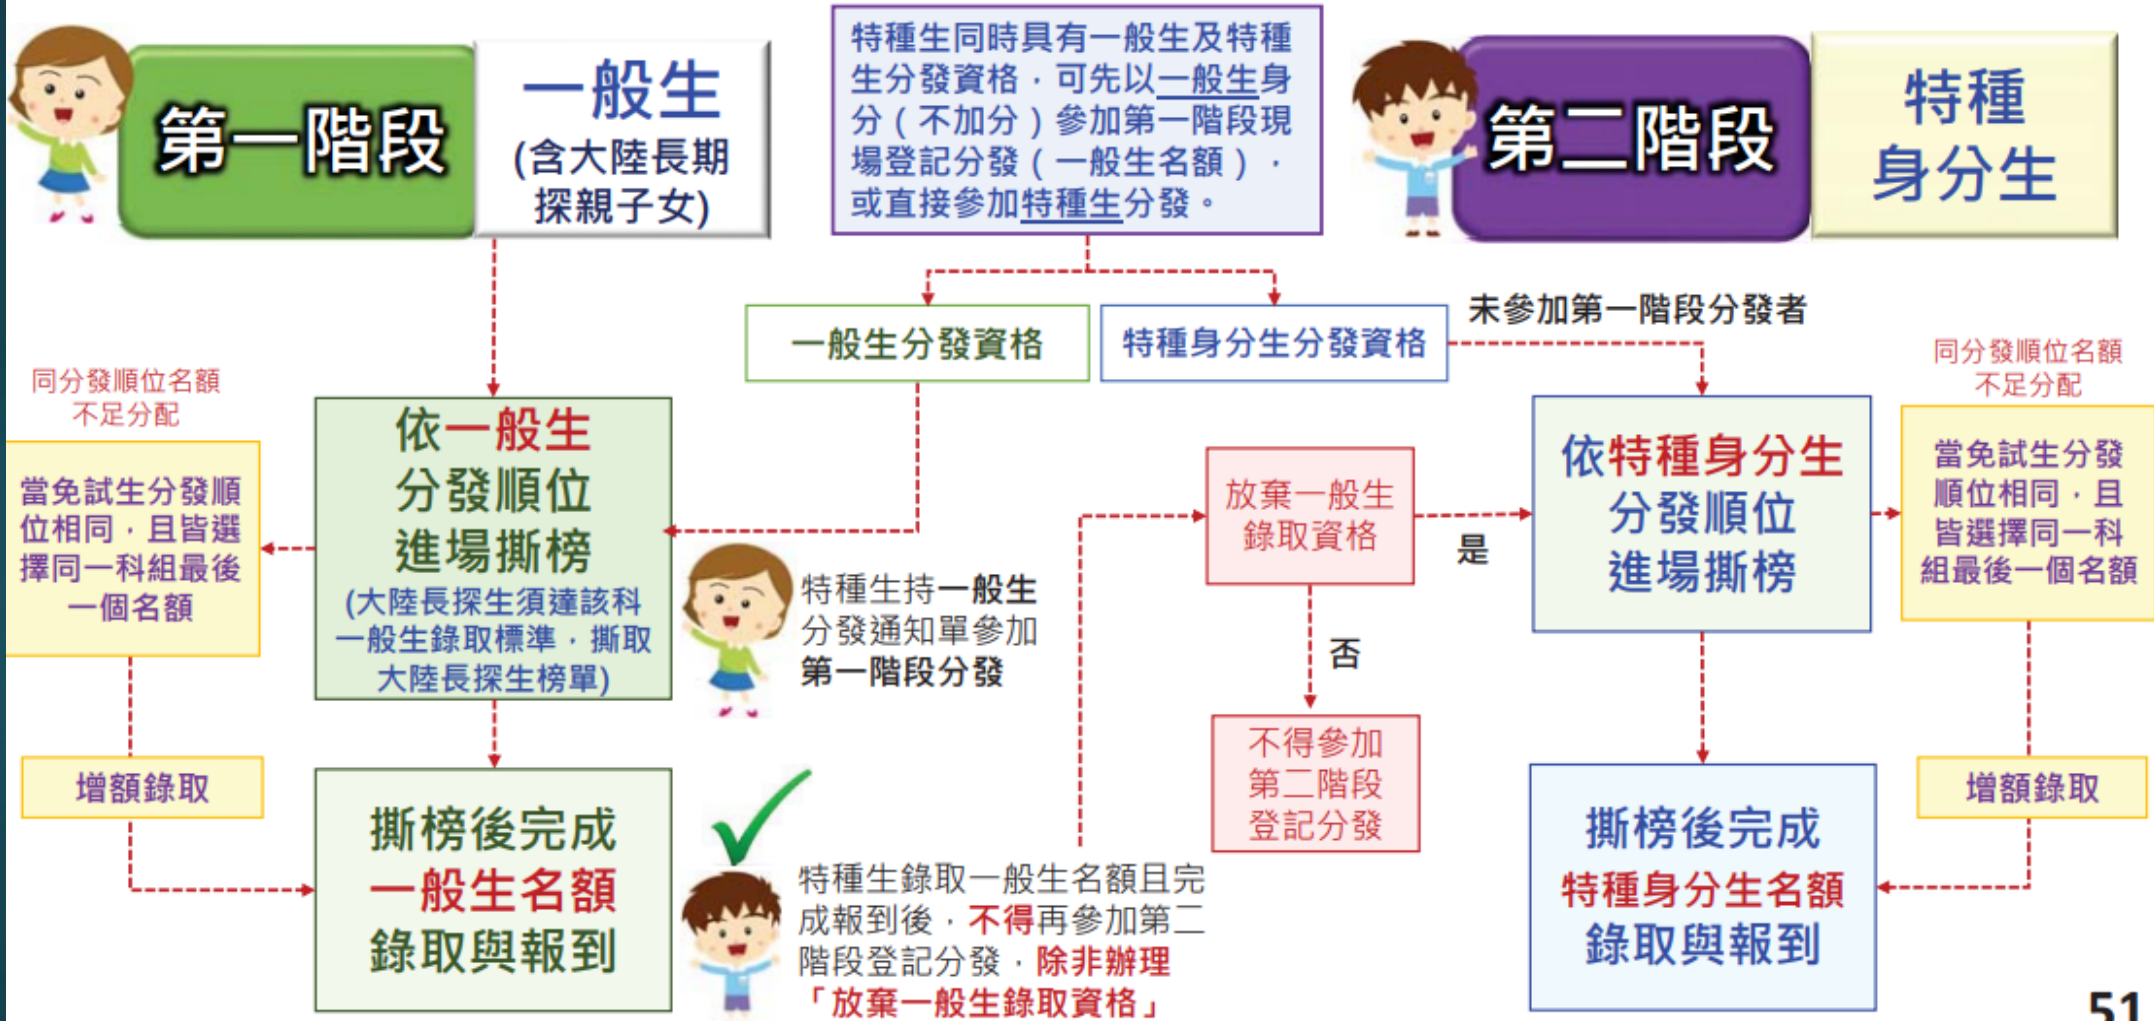 第一階段
一般生
(含大陸長期
探親子女)
特種生同時具有一般生及特種
生分發資格，可先以一般生身
分（不加分）參加第一階段現
場登記分發（一般生名額），
或直接參加特種生分發。
第二階段
特種
身分生
一般生分發資格
特種身分生分發資格
未參加第一階段分發者
同分發順位名額
不足分配
當免試生分發順
位相同，且皆選
擇同一科組最後
一個名額
增額錄取
依一般生
分發順位
進場撕榜
(大陸長探生須達該科
一般生錄取標準，撕取
大陸長探生榜單)
撕榜後完成
一般生名額
錄取與報到
特種生持一般生
分發通知單參加
第一階段分發
特種生錄取一般生名額且完
成報到後，不得再參加第二
階段登記分發，除非辦理
「放棄一般生錄取資格」
放棄一般生
錄取資格
是
否
不得參加
第二階段
登記分發
依特種身分生
分發順位
進場撕榜
撕榜後完成
特種身分生名額
錄取與報到
同分發順位名額
不足分配
當免試生分發
順位相同，且
皆選擇同一科
組最後一個名額
增額錄取
51